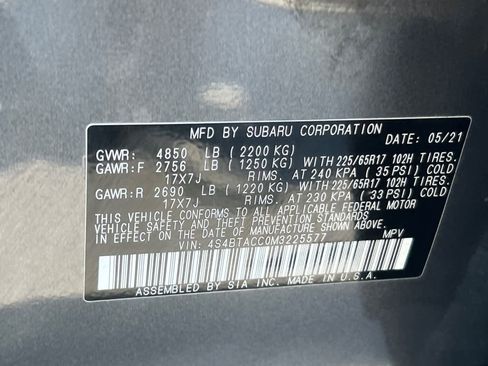 MFD BY SUBARU CORPORATION DATE: 05/21
GVWR: 4850 LB (2200 KG)
GAWR:F 2756 LB (1250 KG) WITH 225/65R17 102H TIRES.
17X7J RIMS. AT 240 KPA (35 PSI) COLD
GAWR:R 2690 LB (1220 KG) WITH 225/65R17 102H TIRES.
17X7J RIMS. AT 230 KPA (33 PSI) COLD
THIS VEHICLE CONFORMS TO ALL APPLICABLE FEDERAL MOTOR
VEHICLE SAFETY AND BUMPER STANDARDS IN EFFECT ON THE DATE OF
MANUFACTURE SHOWN ABOVE.
VIN: 4S4BTACC0M3225577 MPV
ASSEMBLED BY SIA INC. MADE IN U.S.A.